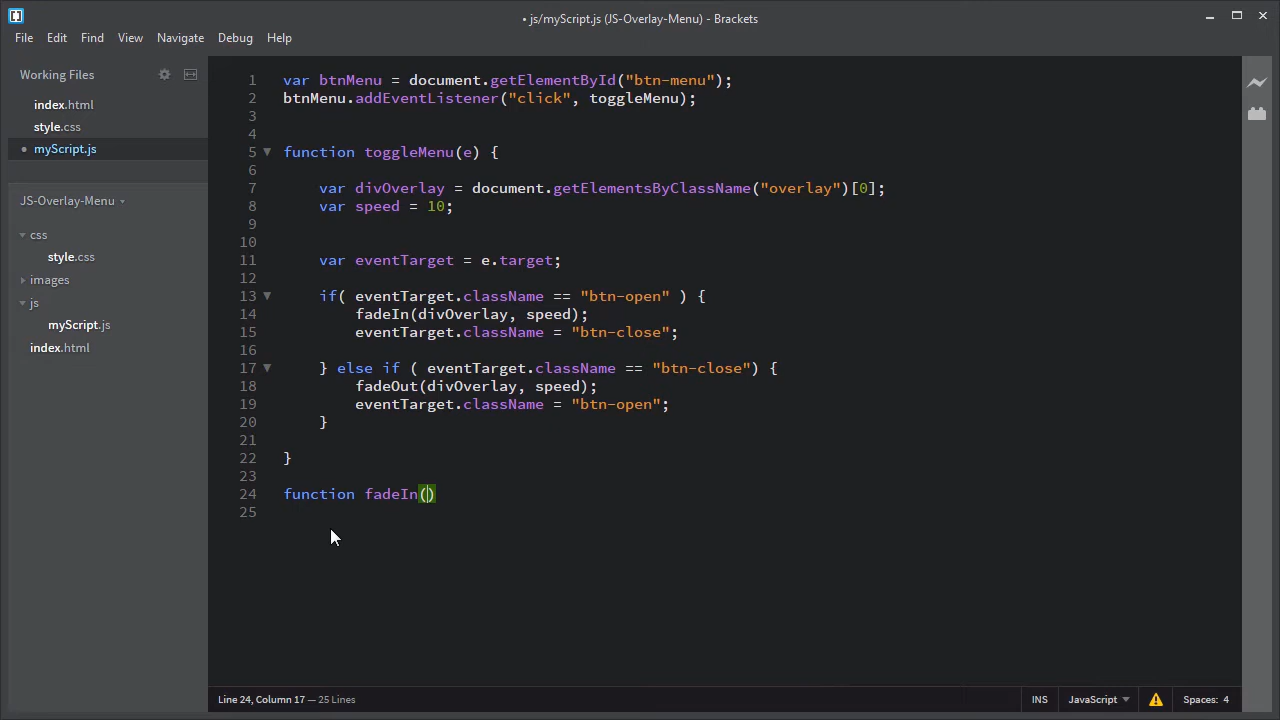 • js/myScript.js (JS-Overlay-Menu) - Brackets
File Edit Find View Navigate Debug Help
Working Files
index.html
style.css
• myScript.js
JS-Overlay-Menu
css
style.css
images
js
myScript.js
index.html
1 var btnMenu = document.getElementById("btn-menu");
2 btnMenu.addEventListener("click", toggleMenu);
3
4
5 function toggleMenu(e) {
6
7 var divOverlay = document.getElementsByClassName("overlay")[0];
8 var speed = 10;
9
10
11 var eventTarget = e.target;
12
13 if( eventTarget.className == "btn-open" ) {
14 fadeIn(divOverlay, speed);
15 eventTarget.className = "btn-close";
16
17 } else if ( eventTarget.className == "btn-close") {
18 fadeOut(divOverlay, speed);
19 eventTarget.className = "btn-open";
20 }
21
22 }
23
24 function fadeIn()
25
Line 24, Column 17 — 25 Lines
INS JavaScript Spaces: 4